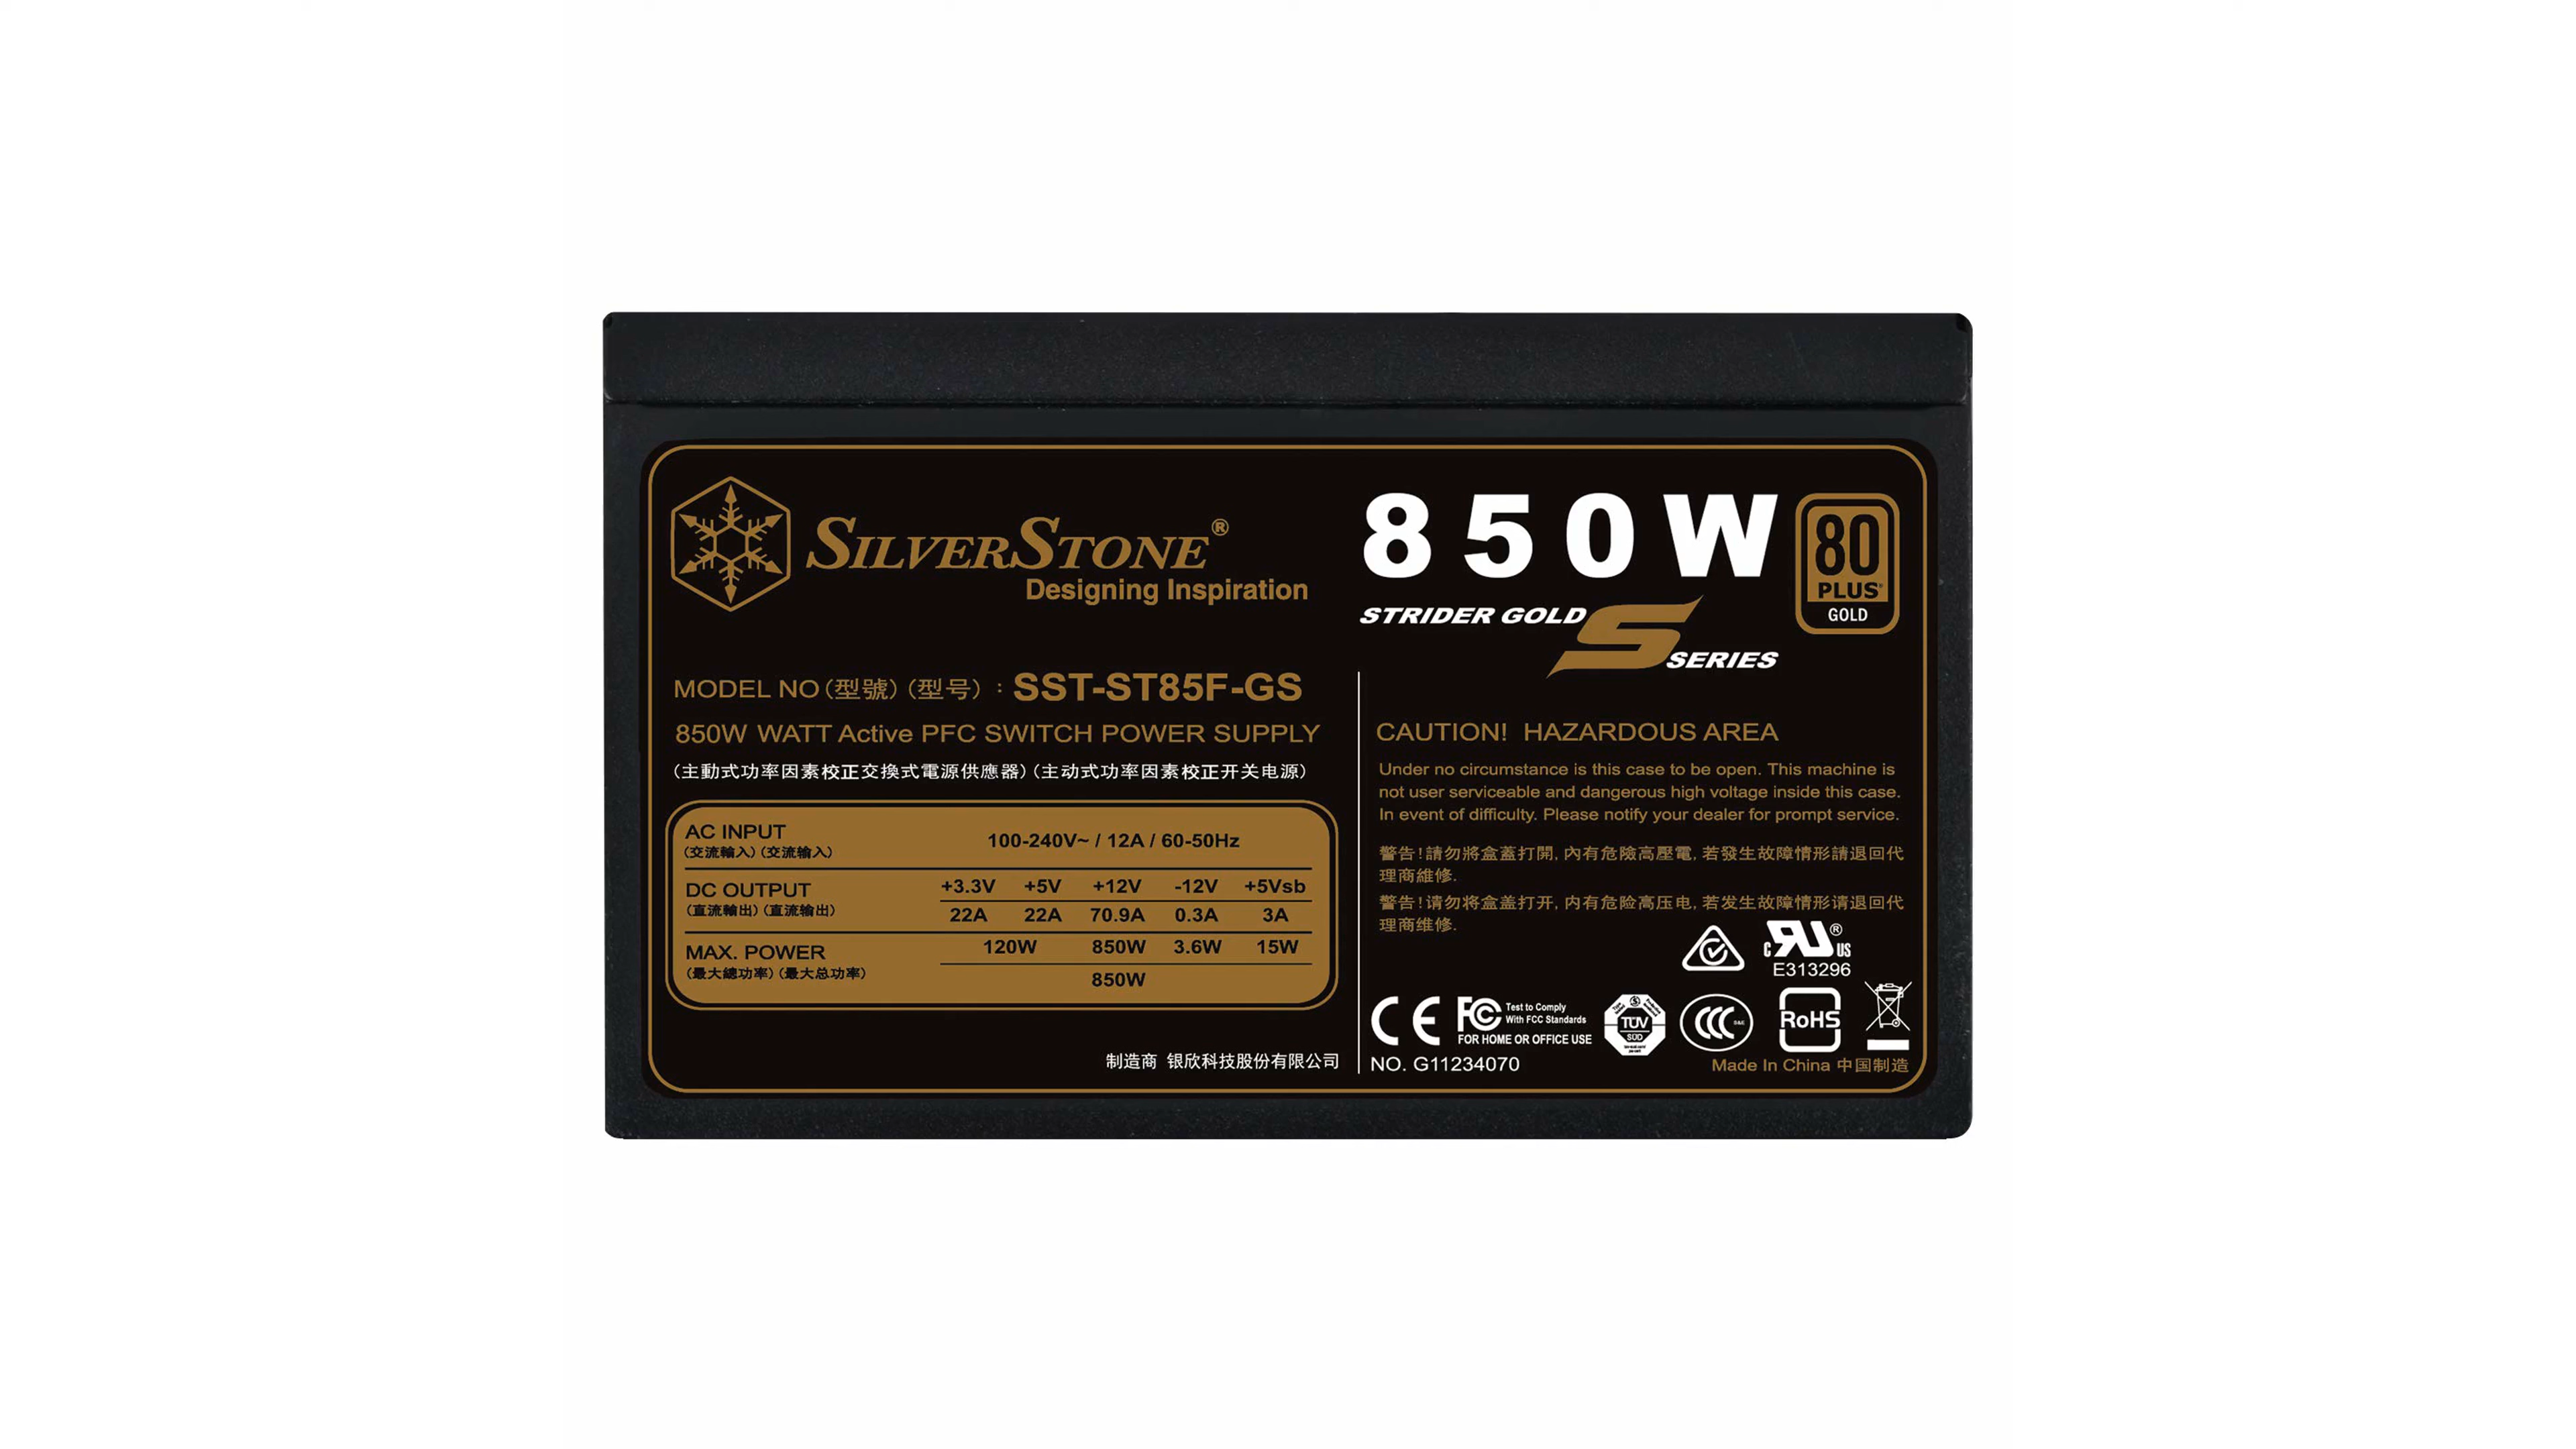 SILVERSTONE®
Designing Inspiration
850W
80
PLUS
GOLD
STRIDER GOLD S SERIES
MODEL NO(型號)(型号):SST-ST85F-GS
850W WATT Active PFC SWITCH POWER SUPPLY
(主動式功率因素校正交換式電源供應器)(主动式功率因素校正开关电源)
AC INPUT 100-240V~ / 12A / 60-50Hz
(交流輸入)(交流输入)
DC OUTPUT +3.3V +5V +12V -12V +5Vsb
(直流輸出)(直流输出) 22A 22A 70.9A 0.3A 3A
MAX. POWER 120W 850W 3.6W 15W
(最大總功率)(最大总功率) 850W
制造商 银欣科技股份有限公司
CAUTION! HAZARDOUS AREA
Under no circumstance is this case to be open. This machine is
not user serviceable and dangerous high voltage inside this case.
In event of difficulty. Please notify your dealer for prompt service.
警告!請勿將盒蓋打開, 內有危險高壓電, 若發生故障情形請退回代
理商維修.
警告!请勿将盒盖打开, 内有危险高压电, 若发生故障情形请退回代
理商维修.
c RU® US
E313296
CE FC Test to Comply
With FCC Standards
FOR HOME OR OFFICE USE
TÜV
SÜD
CCC
RoHS
NO. G11234070
Made In China 中国制造